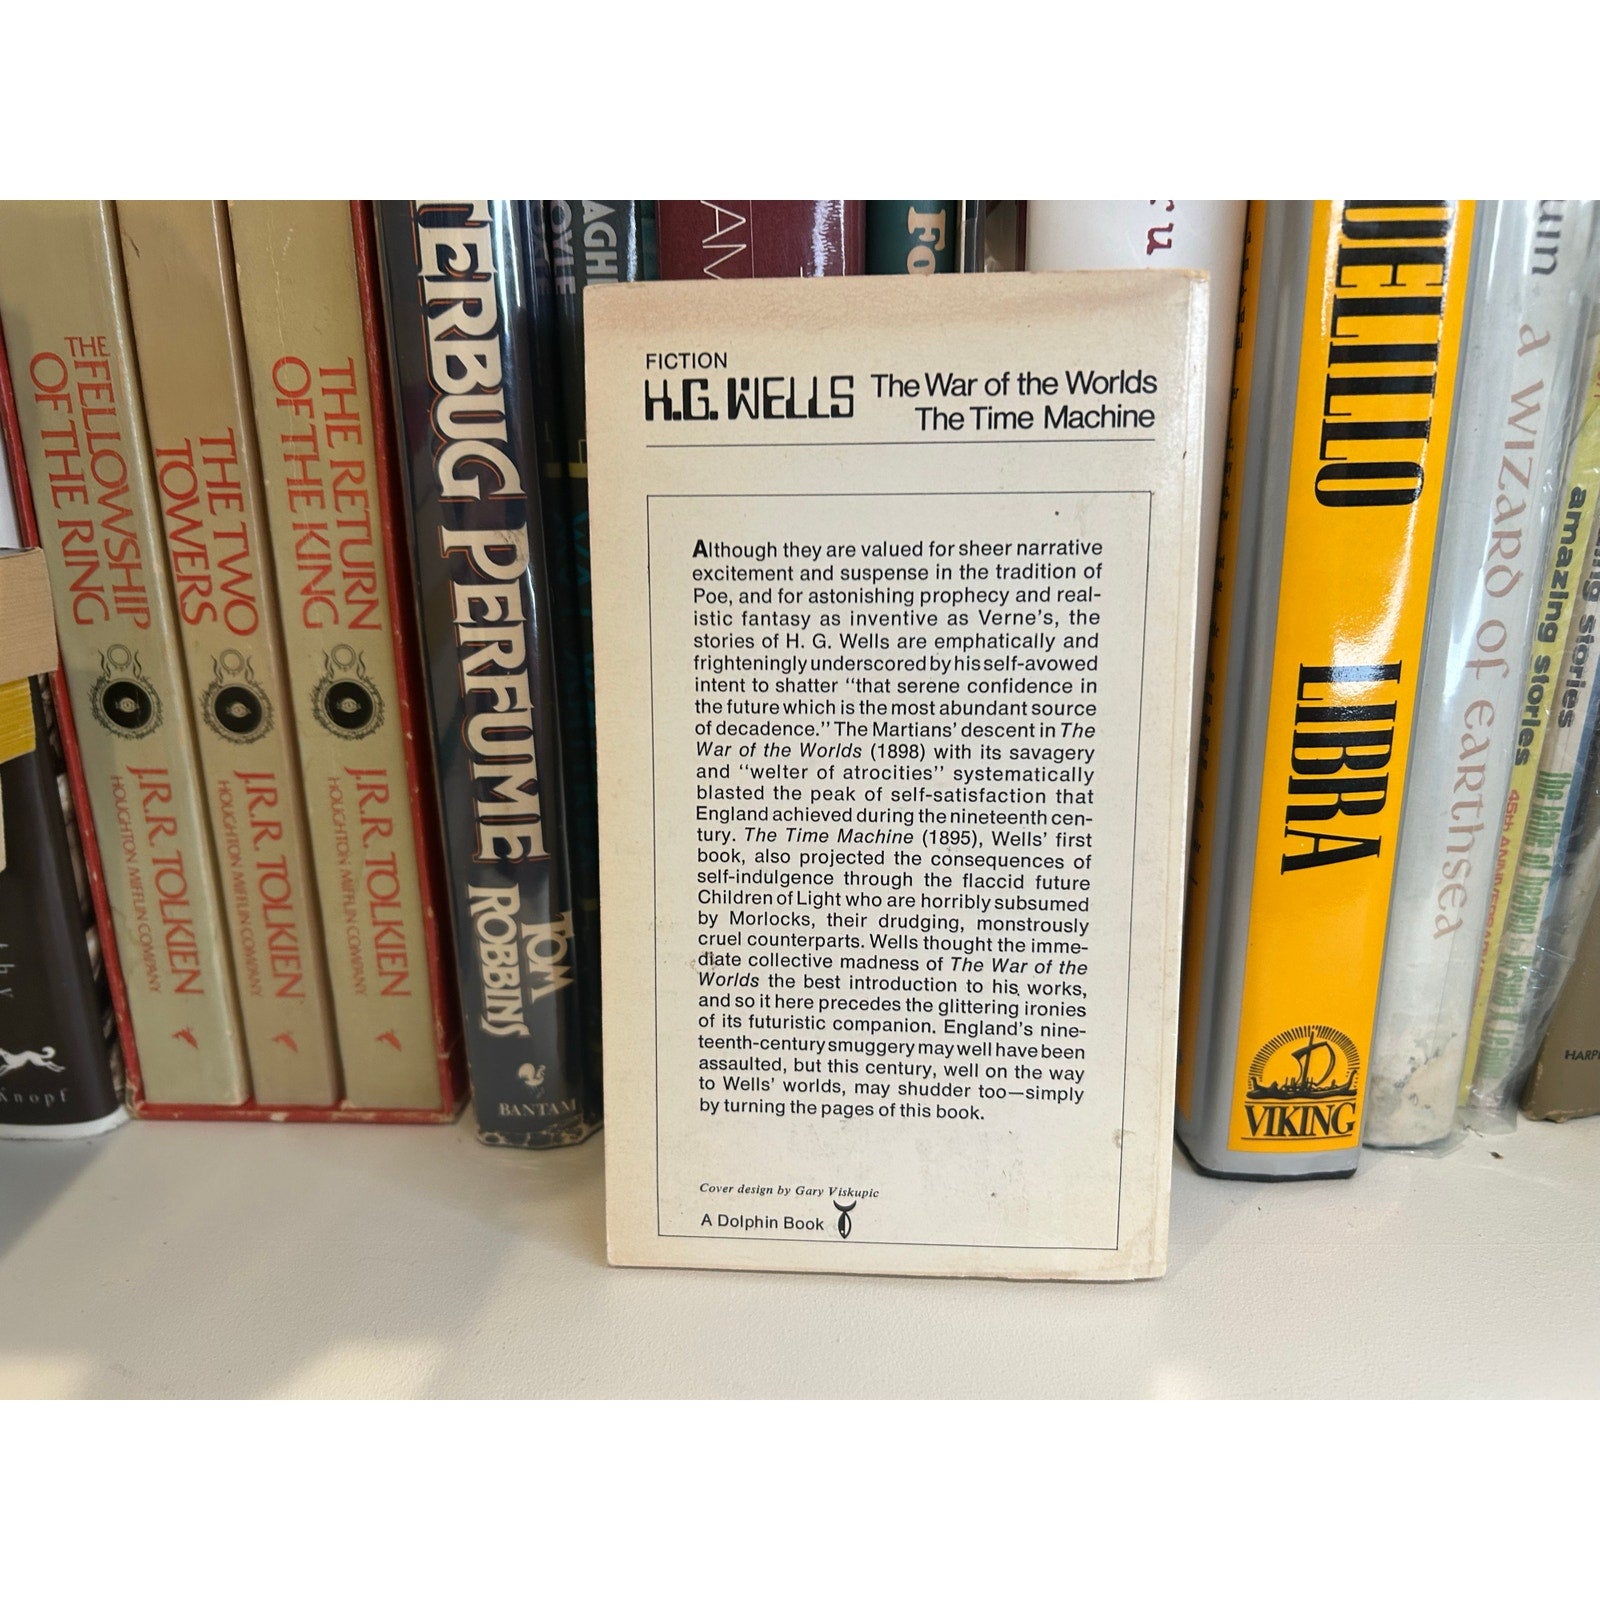 THE FELLOWSHIP
OF THE RING
J.R.R. TOLKIEN
HOUGHTON MIFFLIN COMPANY
THE TWO
TOWERS
J.R.R. TOLKIEN
HOUGHTON MIFFLIN COMPANY
THE RETURN
OF THE KING
J.R.R. TOLKIEN
HOUGHTON MIFFLIN COMPANY
Knopf
TERBUG PERFUME
TOM
ROBBINS
BANTAM
FICTION
H.G. WELLS
The War of the Worlds
The Time Machine
Although they are valued for sheer narrative
excitement and suspense in the tradition of
Poe, and for astonishing prophecy and real-
istic fantasy as inventive as Verne's, the
stories of H. G. Wells are emphatically and
frighteningly underscored by his self-avowed
intent to shatter "that serene confidence in
the future which is the most abundant source
of decadence." The Martians' descent in The
War of the Worlds (1898) with its savagery
and "welter of atrocities" systematically
blasted the peak of self-satisfaction that
England achieved during the nineteenth cen-
tury. The Time Machine (1895), Wells' first
book, also projected the consequences of
self-indulgence through the flaccid future
Children of Light who are horribly subsumed
by Morlocks, their drudging, monstrously
cruel counterparts. Wells thought the imme-
diate collective madness of The War of the
Worlds the best introduction to his works,
and so it here precedes the glittering ironies
of its futuristic companion. England's nine-
teenth-century smuggery may well have been
assaulted, but this century, well on the way
to Wells' worlds, may shudder too—simply
by turning the pages of this book.
Cover design by Gary Viskupic
A Dolphin Book
DELILLO
LIBRA
VIKING
a wizard of earthsea
amazing stories
45th ANNIVERSARY
stories